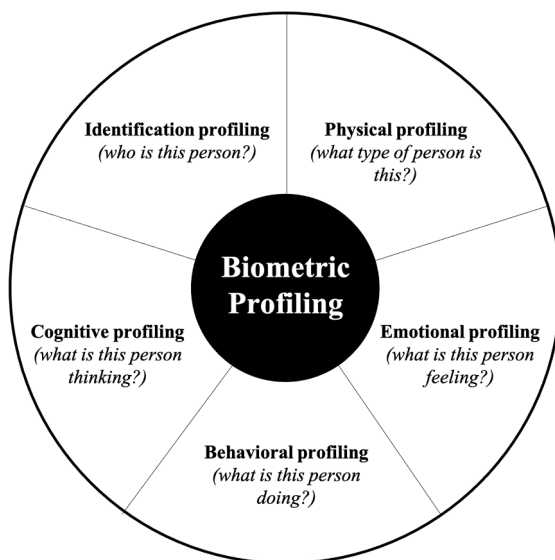 Identification profiling
(who is this person?)
Physical profiling
(what type of person is
this?)
Biometric
Profiling
Cognitive profiling
(what is this person
thinking?)
Emotional profiling
(what is this person
feeling?)
Behavioral profiling
(what is this person
doing?)